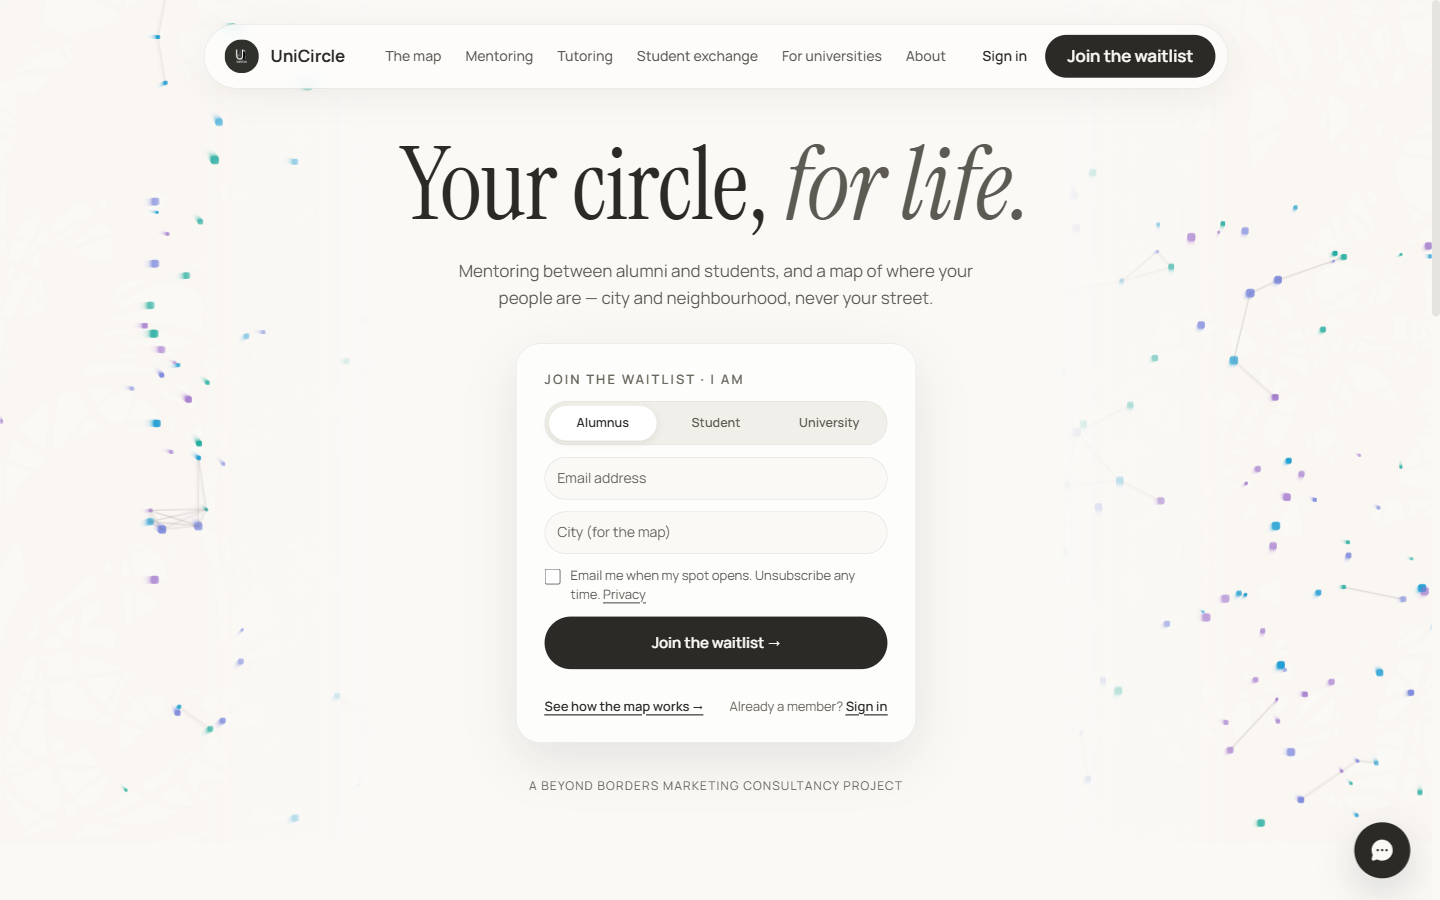 UniCircle
The map
Mentoring
Tutoring
Student exchange
For universities
About
Sign in
Join the waitlist
Your circle, for life.
Mentoring between alumni and students, and a map of where your
people are — city and neighbourhood, never your street.
JOIN THE WAITLIST · I AM
Alumnus
Student
University
Email address
City (for the map)
Email me when my spot opens. Unsubscribe any
time. Privacy
Join the waitlist →
See how the map works →
Already a member? Sign in
A BEYOND BORDERS MARKETING CONSULTANCY PROJECT